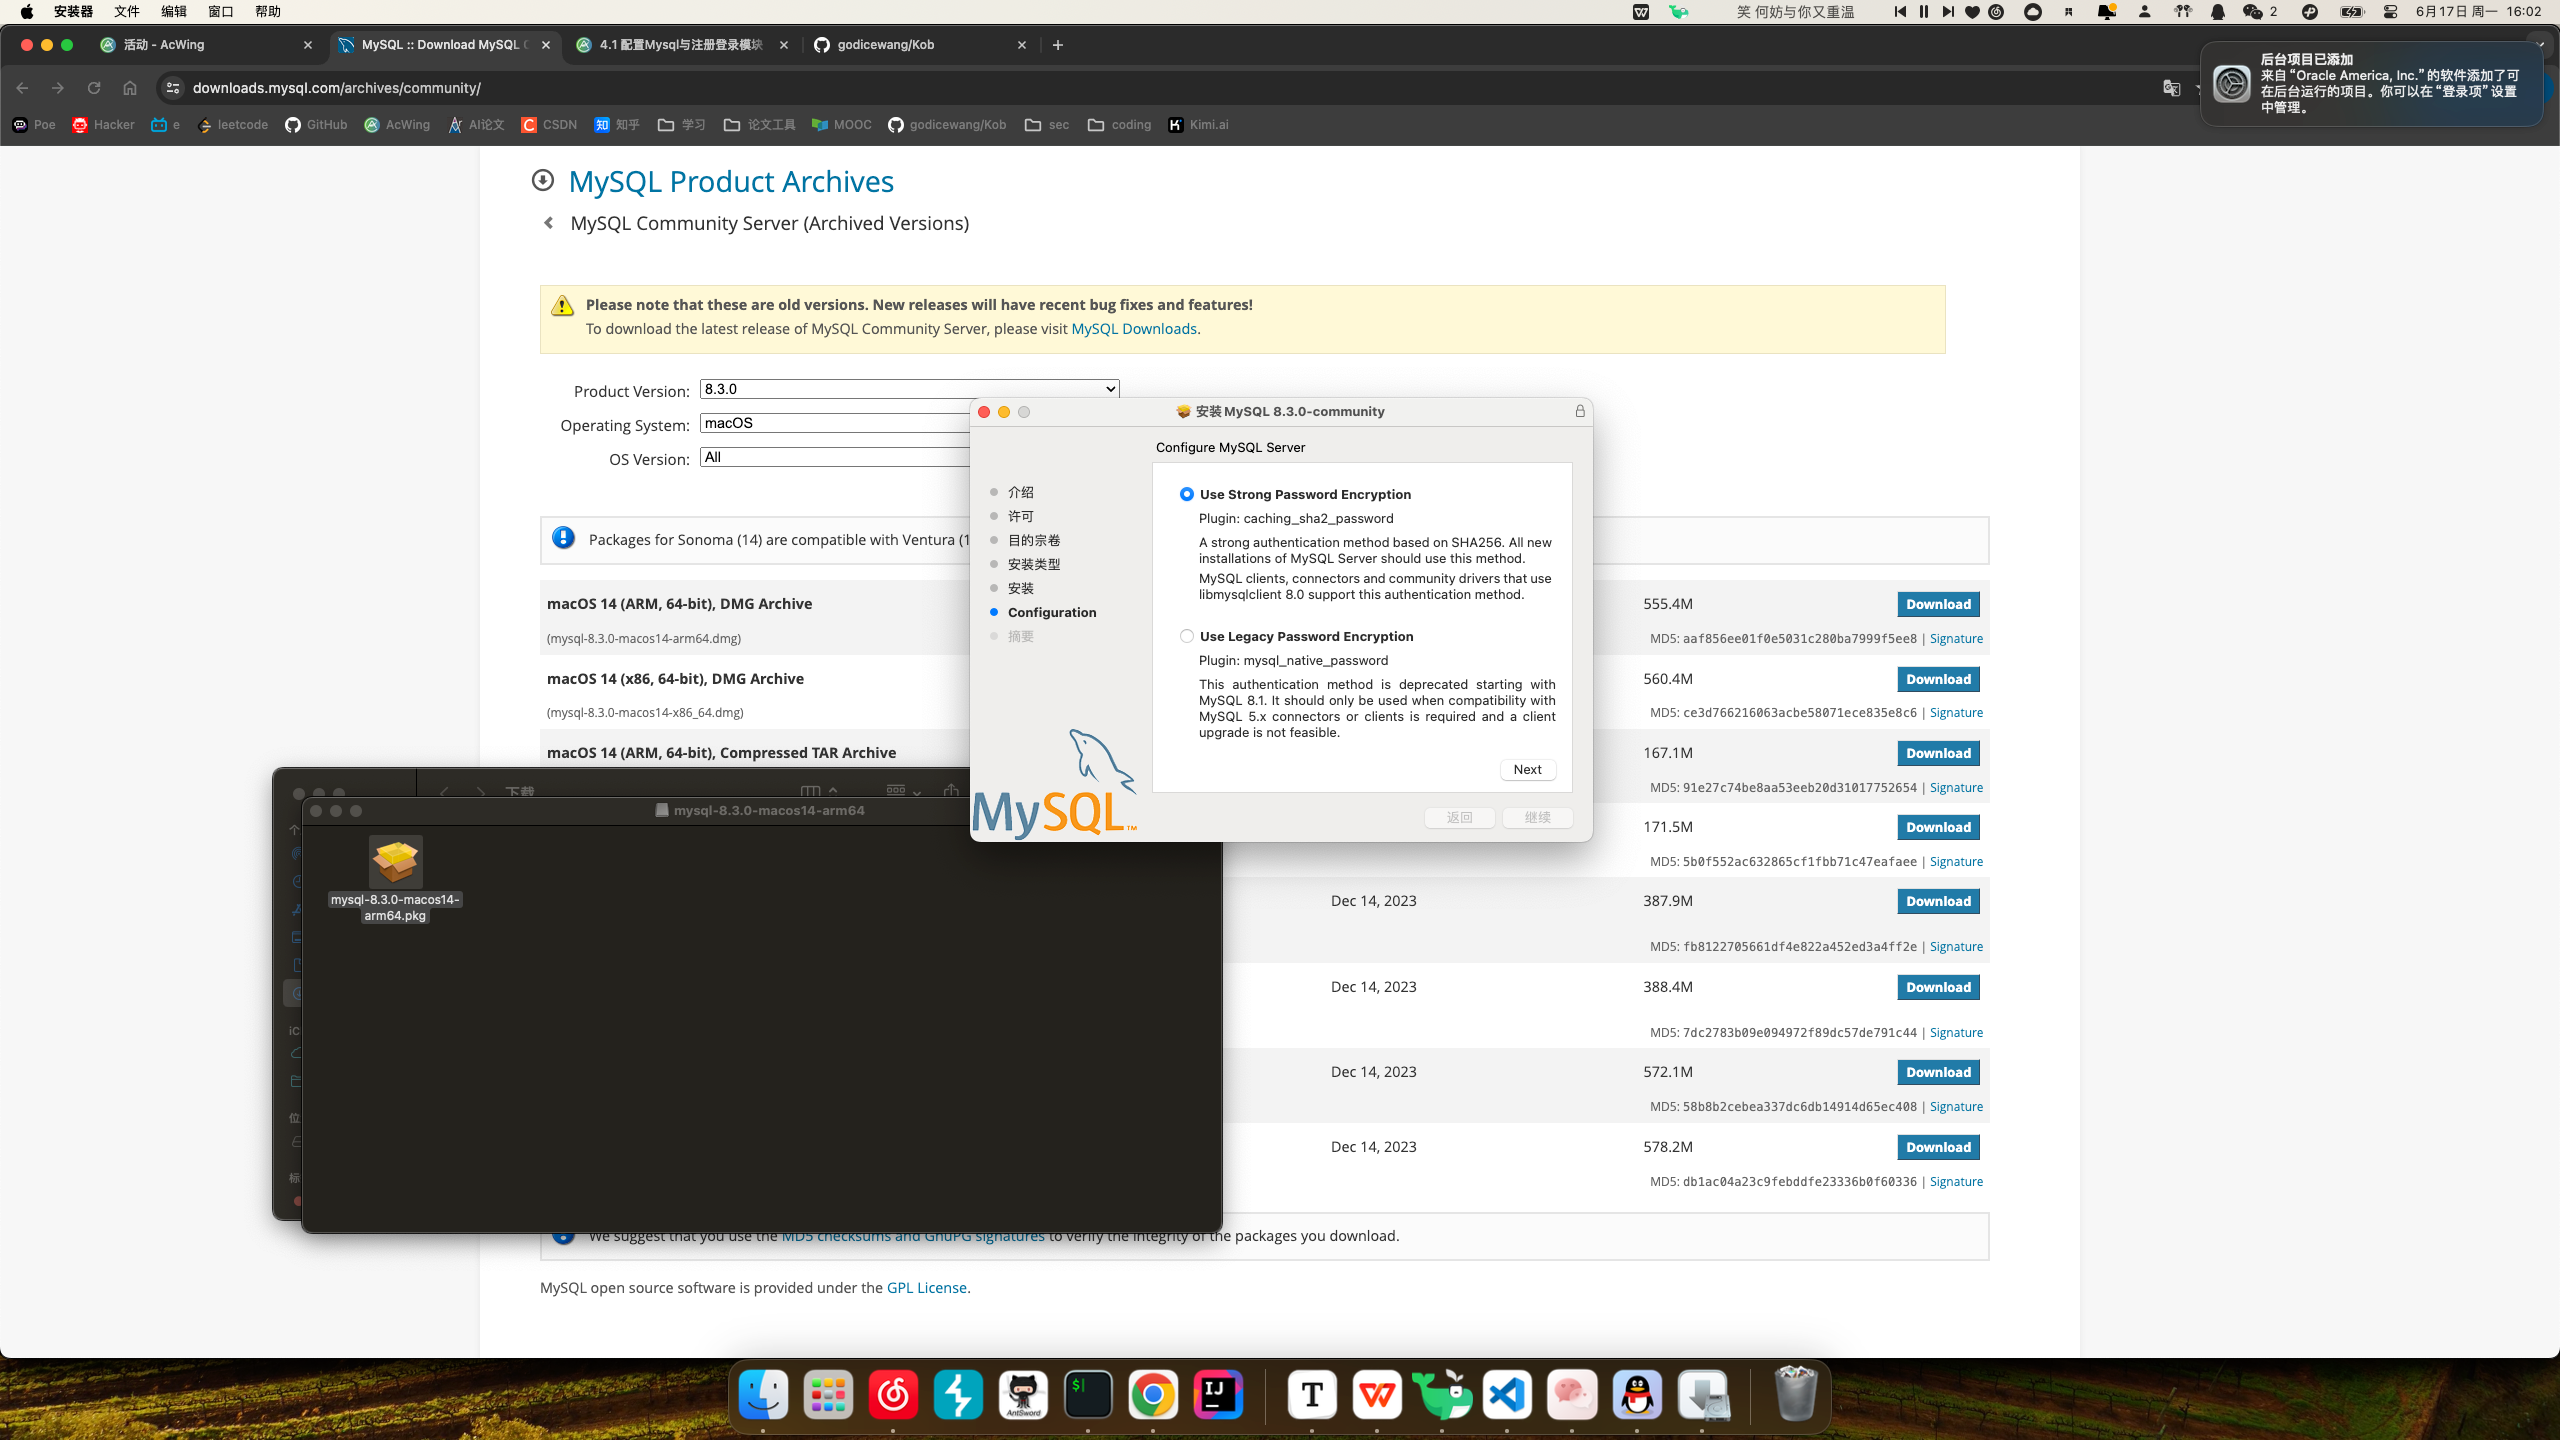 安装器 文件 编辑 窗口 帮助
笑 何妨与你又重温
2
6月17日 周一 16:02
活动 - AcWing
MySQL :: Download MySQL C
4.1 配置Mysql与注册登录模块
godicewang/Kob
downloads.mysql.com/archives/community/
后台项目已添加
来自“Oracle America, Inc.”的软件添加了可
在后台运行的项目。你可以在“登录项”设置
中管理。
Poe Hacker e leetcode GitHub AcWing AI论文 CSDN 知乎 学习 论文工具 MOOC godicewang/Kob sec coding Kimi.ai
MySQL Product Archives
MySQL Community Server (Archived Versions)
Please note that these are old versions. New releases will have recent bug fixes and features!
To download the latest release of MySQL Community Server, please visit MySQL Downloads.
Product Version: 8.3.0
Operating System: macOS
OS Version: All
Packages for Sonoma (14) are compatible with Ventura (1
macOS 14 (ARM, 64-bit), DMG Archive
555.4M
Download
(mysql-8.3.0-macos14-arm64.dmg)
MD5: aaf856ee01f0e5031c280ba7999f5ee8 | Signature
macOS 14 (x86, 64-bit), DMG Archive
560.4M
Download
(mysql-8.3.0-macos14-x86_64.dmg)
MD5: ce3d766216063acbe58071ece835e8c6 | Signature
macOS 14 (ARM, 64-bit), Compressed TAR Archive
167.1M
Download
MD5: 91e27c74be8aa53eeb20d31017752654 | Signature
171.5M
Download
MD5: 5b0f552ac632865cf1fbb71c47eafaee | Signature
Dec 14, 2023
387.9M
Download
MD5: fb8122705661df4e822a452ed3a4ff2e | Signature
Dec 14, 2023
388.4M
Download
MD5: 7dc2783b09e094972f89dc57de791c44 | Signature
Dec 14, 2023
572.1M
Download
MD5: 58b8b2cebea337dc6db14914d65ec408 | Signature
Dec 14, 2023
578.2M
Download
MD5: db1ac04a23c9febddfe23336b0f60336 | Signature
We suggest that you use the MD5 checksums and GnuPG signatures to verify the integrity of the packages you download.
MySQL open source software is provided under the GPL License.
安装 MySQL 8.3.0-community
Configure MySQL Server
介绍
许可
目的宗卷
安装类型
安装
Configuration
摘要
Use Strong Password Encryption
Plugin: caching_sha2_password
A strong authentication method based on SHA256. All new
installations of MySQL Server should use this method.
MySQL clients, connectors and community drivers that use
libmysqlclient 8.0 support this authentication method.
Use Legacy Password Encryption
Plugin: mysql_native_password
This authentication method is deprecated starting with
MySQL 8.1. It should only be used when compatibility with
MySQL 5.x connectors or clients is required and a client
upgrade is not feasible.
Next
返回
继续
MySQL™
下载
mysql-8.3.0-macos14-arm64
mysql-8.3.0-macos14-
arm64.pkg
个
iC
位
标
AntSword
$
IJ
T